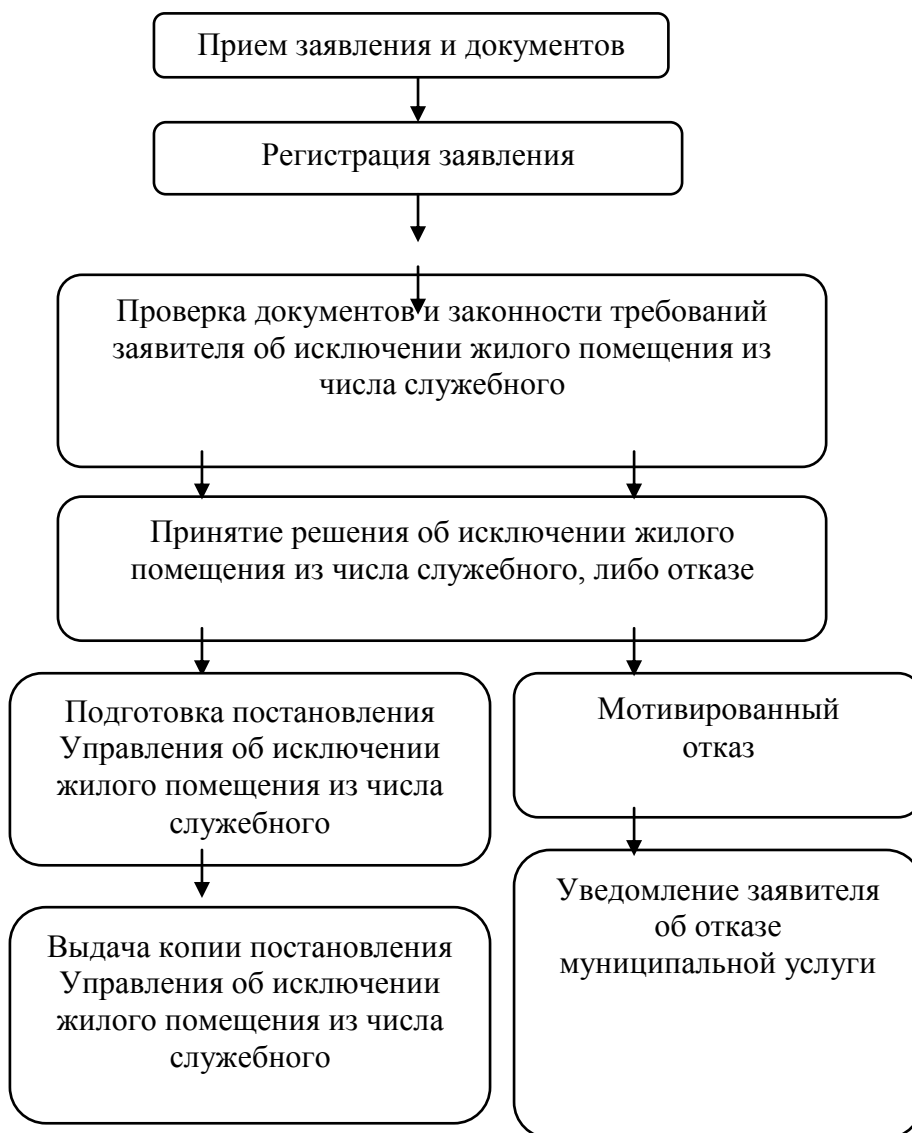 Прием заявления и документов
Регистрация заявления
Проверка документов и законности требований
заявителя об исключении жилого помещения из
числа служебного
Принятие решения об исключении жилого
помещения из числа служебного, либо отказе
Подготовка постановления
Управления об исключении
жилого помещения из числа
служебного
Мотивированный
отказ
Выдача копии постановления
Управления об исключении
жилого помещения из числа
служебного
Уведомление заявителя
об отказе
муниципальной услуги